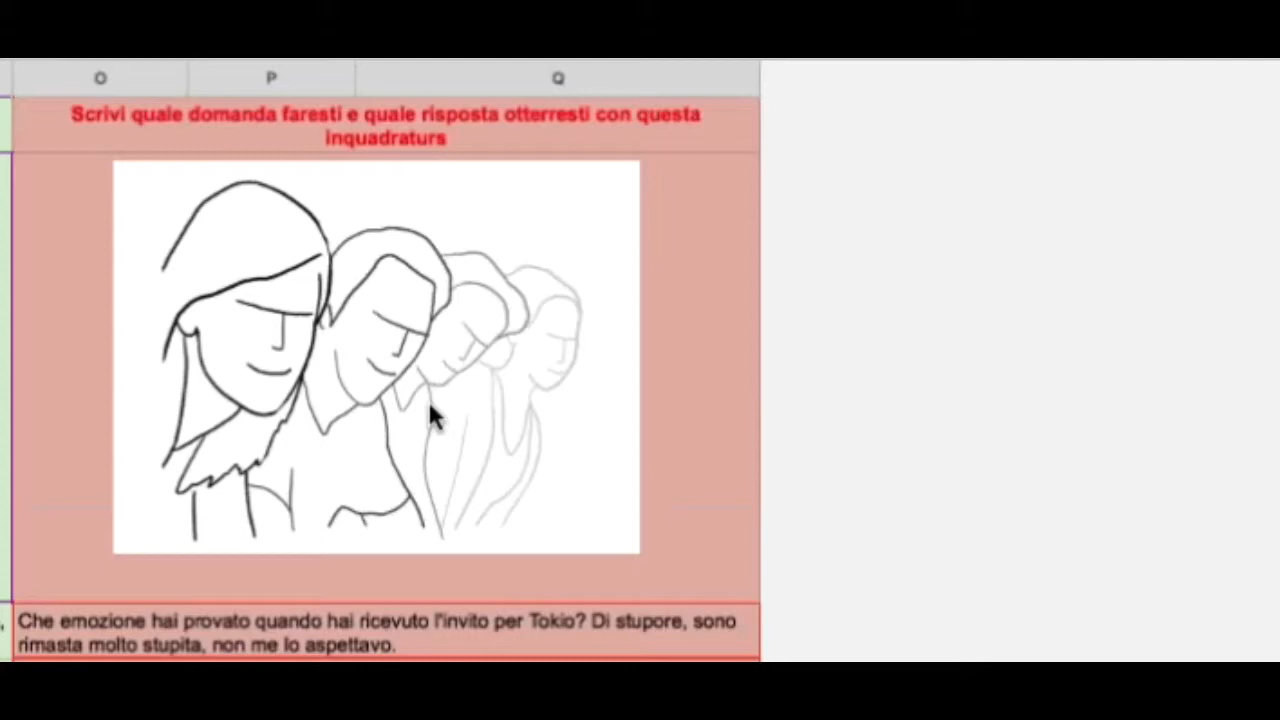 O P Q
Scrivi quale domanda faresti e quale risposta otterresti con questa
inquadraturs
Che emozione hai provato quando hai ricevuto l'invito per Tokio? Di stupore, sono
rimasta molto stupita, non me lo aspettavo.